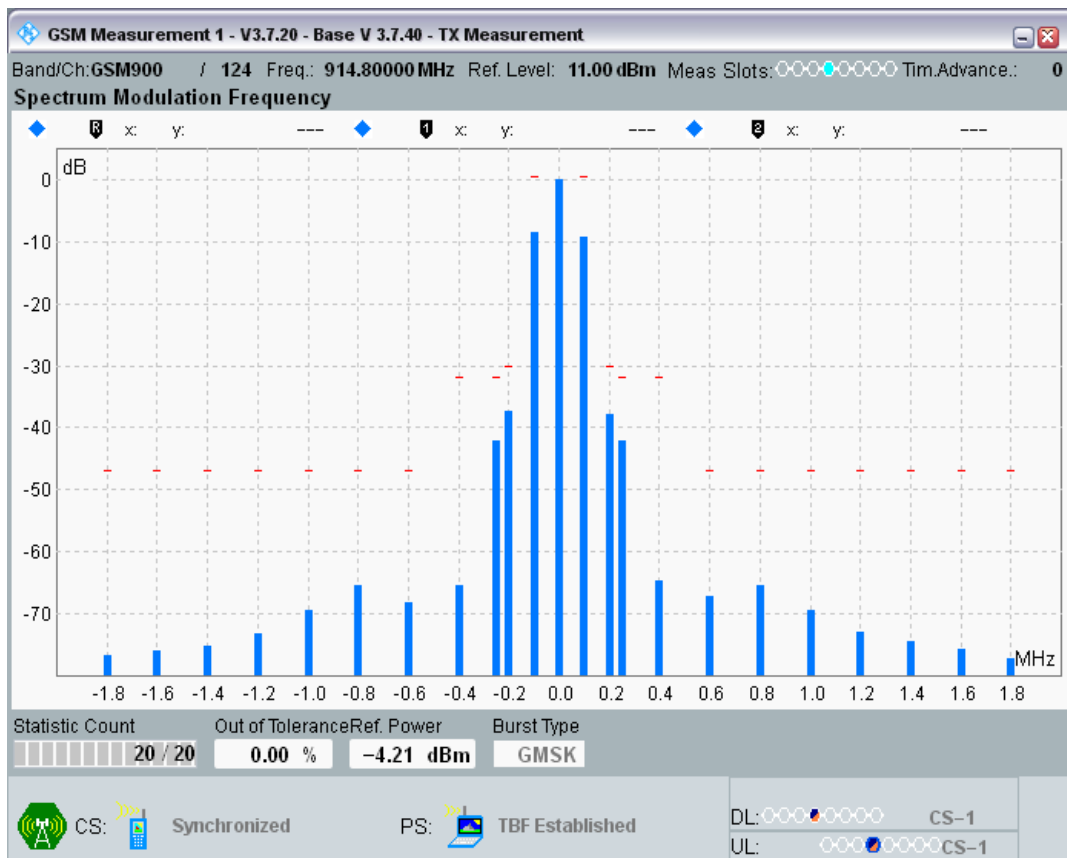 GSM Measurement 1 - V3.7.20 - Base V 3.7.40 - TX Measurement
Band/Ch:GSM900 / 124 Freq.: 914.80000 MHz Ref. Level: 11.00 dBm Meas Slots: Tim.Advance.: 0
Spectrum Modulation Frequency
R x: y: --- 1 x: y: --- 2 x: y: ---
dB
0
-10
-20
-30
-40
-50
-60
-70
MHz
-1.8 -1.6 -1.4 -1.2 -1.0 -0.8 -0.6 -0.4 -0.2 0.0 0.2 0.4 0.6 0.8 1.0 1.2 1.4 1.6 1.8
Statistic Count Out of Tolerance Ref. Power Burst Type
20 / 20 0.00 % −4.21 dBm GMSK
CS: Synchronized PS: TBF Established DL: CS−1
UL: CS−1